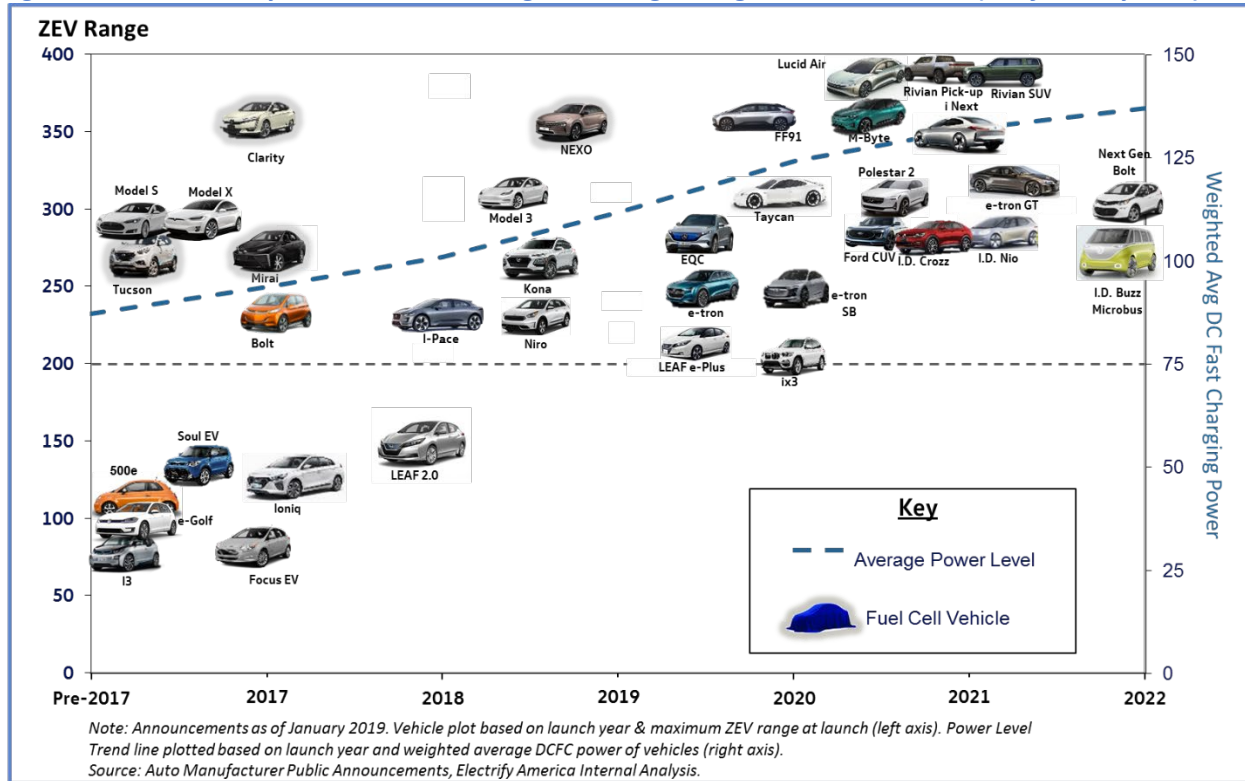 ZEV Range
400
350
300
250
200
150
100
50
0
150
125
100
75
50
25
0
Weighted Avg DC Fast Charging Power
Pre-2017
2017
2018
2019
2020
2021
2022
Lucid Air
Rivian Pick-up
Rivian SUV
i Next
Clarity
NEXO
FF91
M-Byte
Model S
Model X
Model 3
Taycan
Polestar 2
e-tron GT
Next Gen
Bolt
Tucson
Mirai
Kona
EQC
Ford CUV
I.D. Crozz
I.D. Nio
Bolt
I-Pace
Niro
e-tron
e-tron
SB
I.D. Buzz
Microbus
LEAF e-Plus
ix3
Soul EV
500e
e-Golf
Ioniq
LEAF 2.0
I3
Focus EV
Key
Average Power Level
Fuel Cell Vehicle
Note: Announcements as of January 2019. Vehicle plot based on launch year & maximum ZEV range at launch (left axis). Power Level
Trend line plotted based on launch year and weighted average DCFC power of vehicles (right axis).
Source: Auto Manufacturer Public Announcements, Electrify America Internal Analysis.